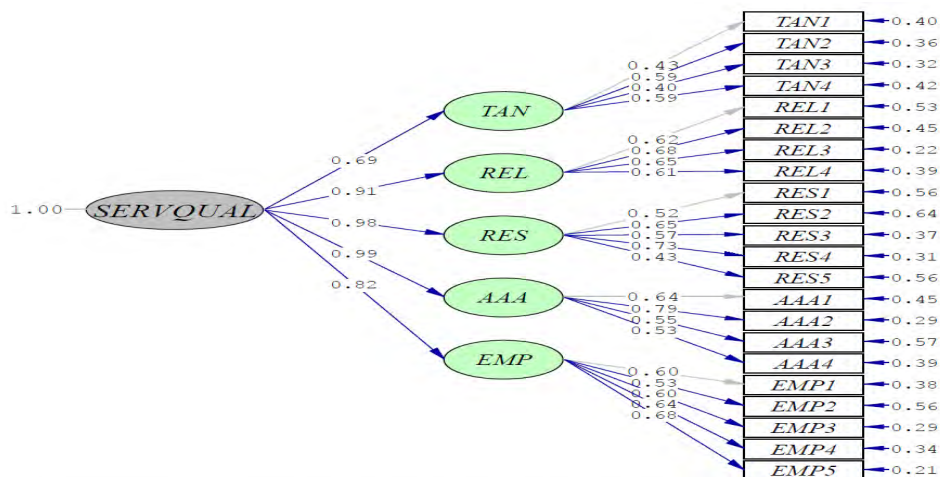 TAN1 0.40
TAN2 0.36
TAN3 0.32
TAN4 0.42
REL1 0.53
REL2 0.45
REL3 0.22
REL4 0.39
RES1 0.56
RES2 0.64
RES3 0.37
RES4 0.31
RES5 0.56
AAA1 0.45
AAA2 0.29
AAA3 0.57
AAA4 0.39
EMP1 0.38
EMP2 0.56
EMP3 0.29
EMP4 0.34
EMP5 0.21
0.43
0.59
0.40
0.59
TAN
0.62
0.68
0.65
0.61
REL
0.52
0.65
0.57
0.73
0.43
RES
0.64
0.79
0.55
0.53
AAA
0.60
0.53
0.60
0.64
0.68
EMP
0.69
0.91
0.98
0.99
0.82
1.00 SERVQUAL